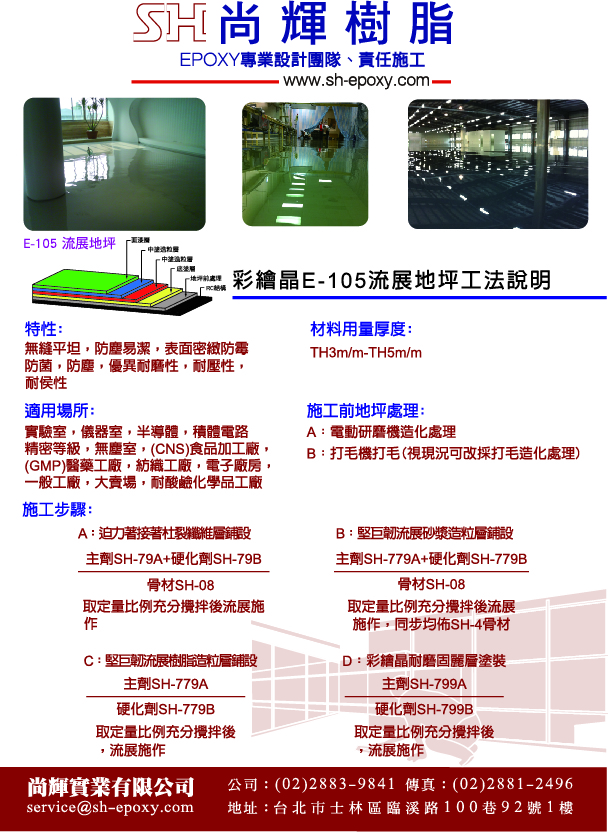 SH 尚輝樹脂
EPOXY專業設計團隊、責任施工
www.sh-epoxy.com
E-105 流展地坪
面漆層
中塗造粒層
中塗造粒層
底塗層
地坪前處理
RC結構
彩繪晶E-105流展地坪工法說明
特性:
無縫平坦，防塵易潔，表面密緻防霉
防菌，防塵，優異耐磨性，耐壓性，
耐侯性
材料用量厚度:
TH3m/m-TH5m/m
適用場所:
實驗室，儀器室，半導體，積體電路
精密等級，無塵室，(CNS)食品加工廠，
(GMP)醫藥工廠，紡織工廠，電子廠房，
一般工廠，大賣場，耐酸鹼化學品工廠
施工前地坪處理:
A：電動研磨機造化處理
B：打毛機打毛(視現況可改採打毛造化處理)
施工步驟:
A：迫力著接著杜裂纖維層鋪設
主劑SH-79A+硬化劑SH-79B
骨材SH-08
取定量比例充分攪拌後流展施
作
B：堅巨韌流展砂漿造粒層鋪設
主劑SH-779A+硬化劑SH-779B
骨材SH-08
取定量比例充分攪拌後流展
施作，同步均佈SH-4骨材
C：堅巨韌流展樹脂造粒層鋪設
主劑SH-779A
硬化劑SH-779B
取定量比例充分攪拌後
，流展施作
D：彩繪晶耐磨固麗層塗裝
主劑SH-799A
硬化劑SH-799B
取定量比例充分攪拌後
，流展施作
尚輝實業有限公司
service@sh-epoxy.com
公司：(02)2883-9841 傳真：(02)2881-2496
地址：台北市士林區臨溪路100巷92號1樓